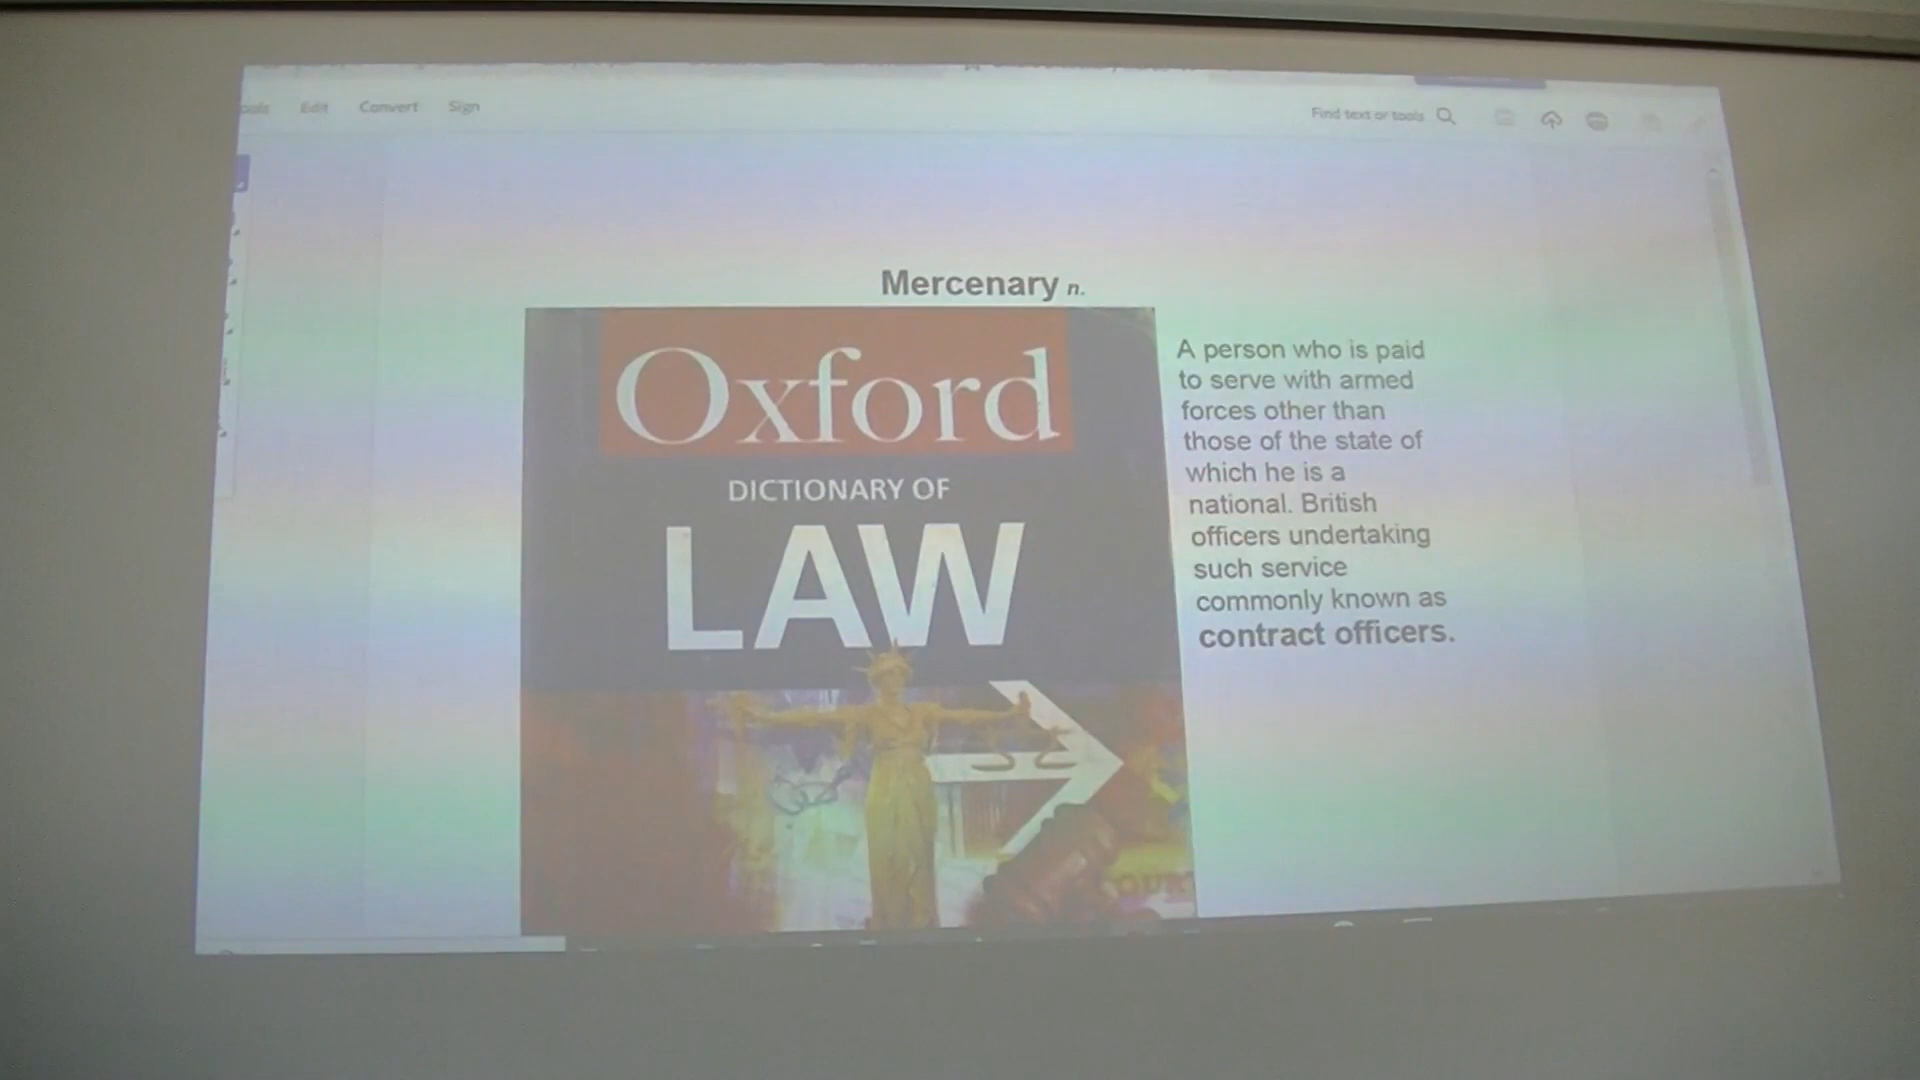 Edit Convert Sign
Find text or tools
Mercenary n.
Oxford
DICTIONARY OF
LAW
A person who is paid
to serve with armed
forces other than
those of the state of
which he is a
national. British
officers undertaking
such service
commonly known as
contract officers.